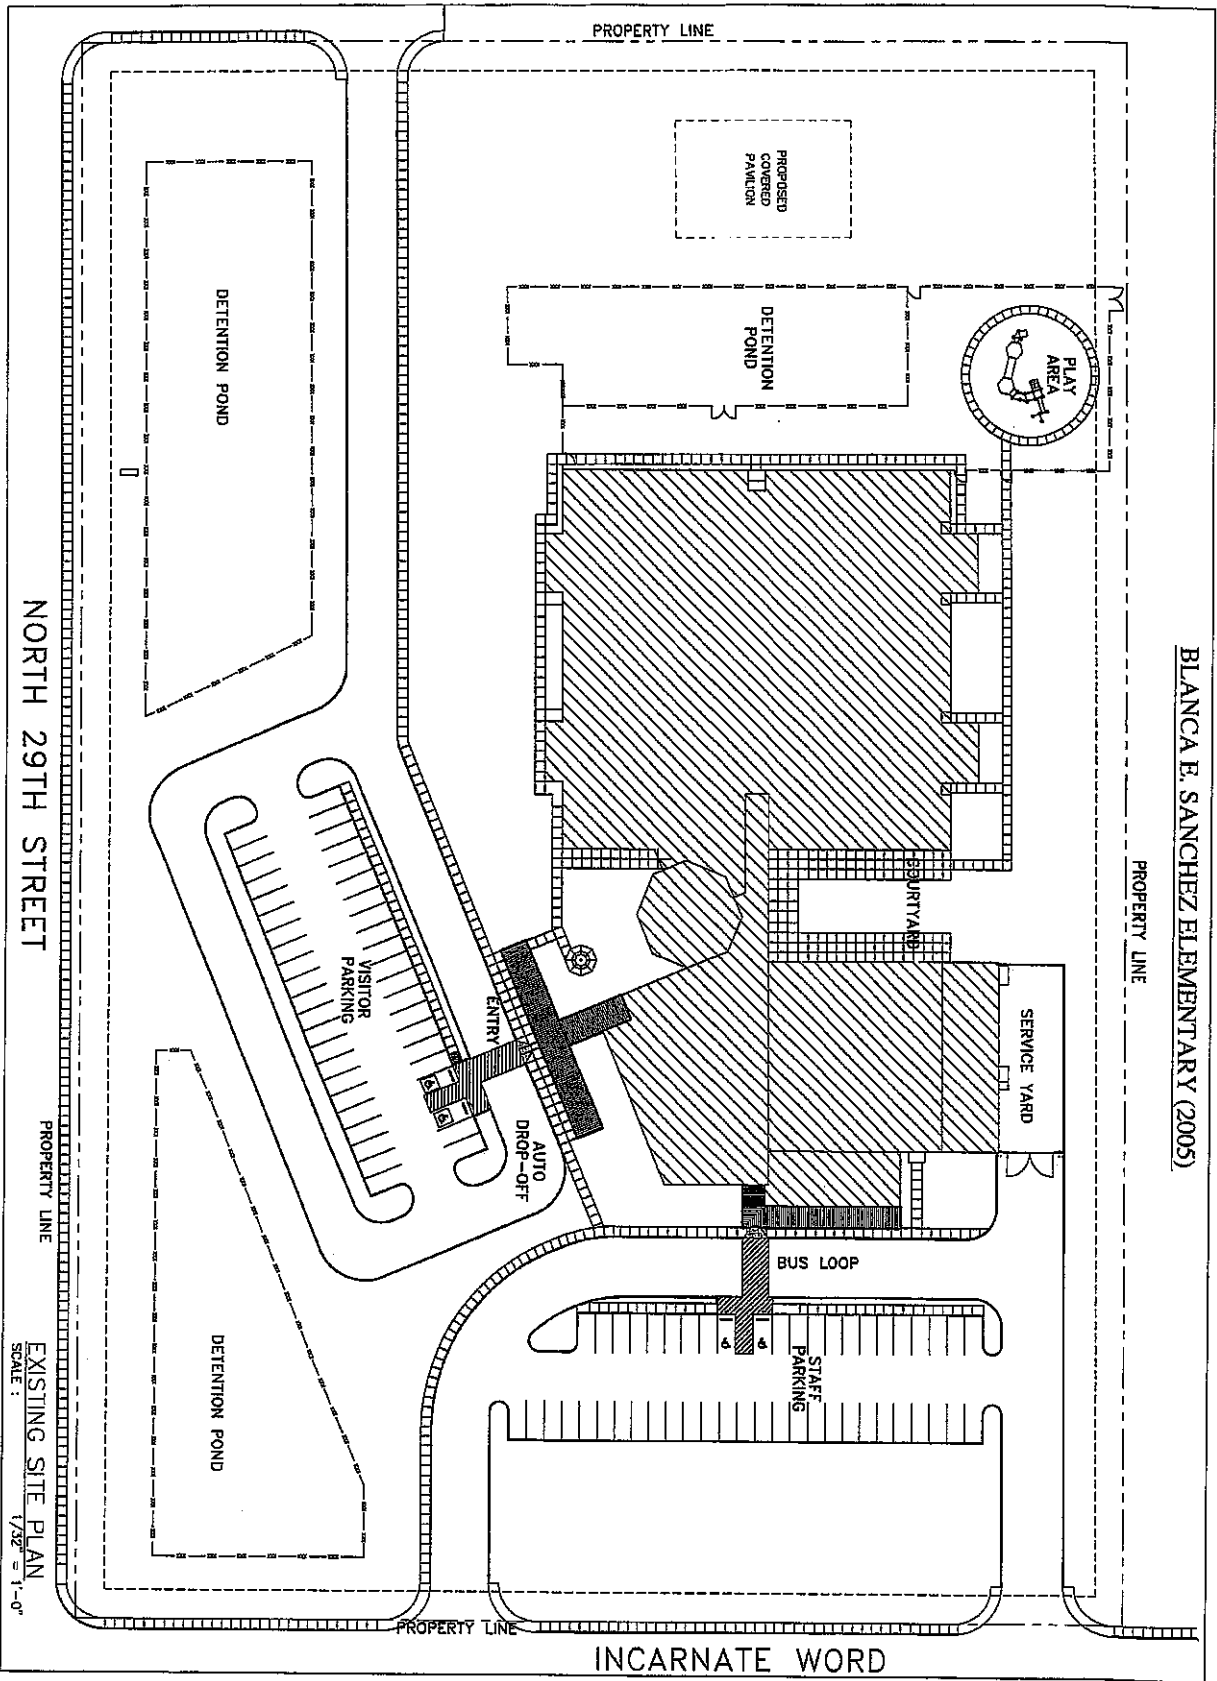 BLANCA E. SANCHEZ ELEMENTARY (2005)
PROPERTY LINE
PROPERTY LINE
PROPOSED
COVERED
PAVILION
DETENTION
POND
PLAY
AREA
DETENTION POND
COURTYARD
SERVICE YARD
ENTRY
VISITOR
PARKING
AUTO
DROP-OFF
BUS LOOP
STAFF
PARKING
DETENTION POND
NORTH 29TH STREET
PROPERTY LINE
PROPERTY LINE
INCARNATE WORD
EXISTING SITE PLAN
SCALE : 1/32" = 1'-0"